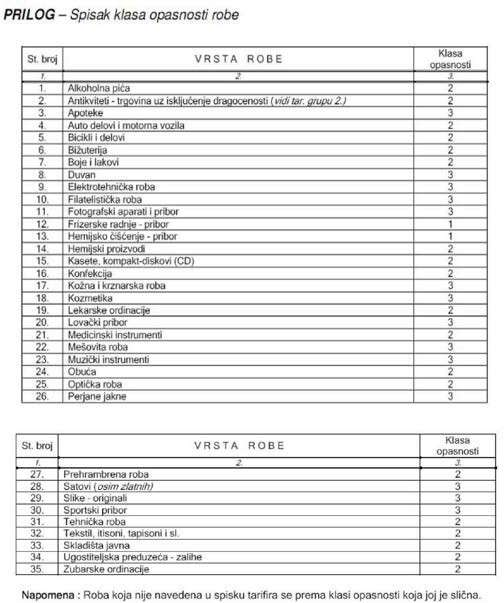 PRILOG – Spisak klasa opasnosti robe
St. broj VRSTA ROBE Klasa opasnosti
1. 2. 3.
1. Alkoholna pića 2
2. Antikviteti - trgovina uz isključenje dragocenosti (vidi tar. grupu 2.) 2
3. Apoteke 3
4. Auto delovi i motorna vozila 2
5. Bicikli i delovi 2
6. Bižuterija 2
7. Boje i lakovi 2
8. Duvan 3
9. Elektrotehnička roba 3
10. Filatelistička roba 3
11. Fotografski aparati i pribor 3
12. Frizerske radnje - pribor 1
13. Hemijsko čišćenje - pribor 1
14. Hemijski proizvodi 2
15. Kasete, kompakt-diskovi (CD) 2
16. Konfekcija 2
17. Kožna i krznarska roba 3
18. Kozmetika 3
19. Lekarske ordinacije 2
20. Lovački pribor 3
21. Medicinski instrumenti 2
22. Mešovita roba 3
23. Muzički instrumenti 3
24. Obuća 2
25. Optička roba 2
26. Perjane jakne 3
St. broj VRSTA ROBE Klasa opasnosti
1. 2. 3.
27. Prehrambrena roba 2
28. Satovi (osim zlatnih) 3
29. Slike - originali 3
30. Sportski pribor 3
31. Tehnička roba 2
32. Tekstil, itisoni, tapisoni i sl. 2
33. Skladišta javna 2
34. Ugostiteljska preduzeća - zalihe 2
35. Zubarske ordinacije 2
Napomena : Roba koja nije navedena u spisku tarifira se prema klasi opasnosti koja joj je slična.